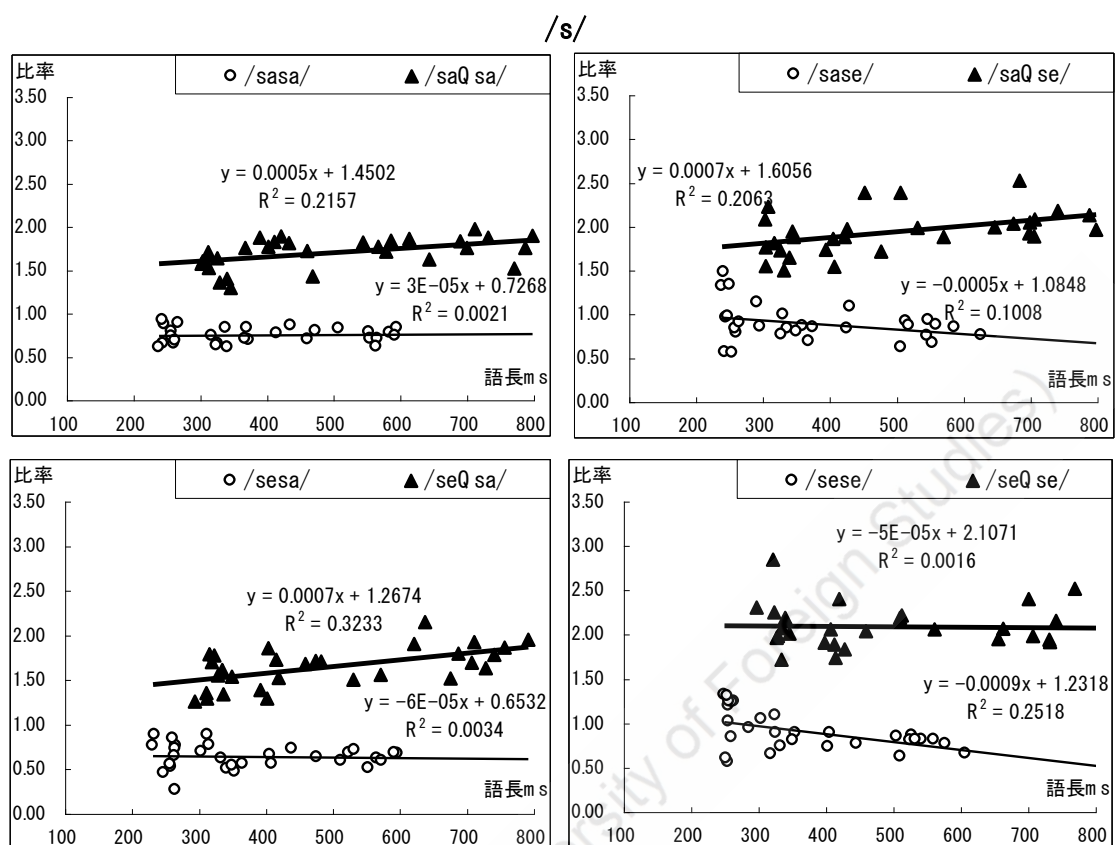 /s/
比率
○ /sasa/ ▲ /saQ sa/
3.50
3.00
2.50
2.00
1.50
1.00
0.50
0.00
y = 0.0005x + 1.4502
R² = 0.2157
y = 3E-05x + 0.7268
R² = 0.0021
語長ms
100 200 300 400 500 600 700 800
比率
○ /sase/ ▲ /saQ se/
3.50
3.00
2.50
2.00
1.50
1.00
0.50
0.00
y = 0.0007x + 1.6056
R² = 0.2063
y = -0.0005x + 1.0848
R² = 0.1008
語長ms
100 200 300 400 500 600 700 800
比率
○ /sesa/ ▲ /seQ sa/
3.50
3.00
2.50
2.00
1.50
1.00
0.50
0.00
y = 0.0007x + 1.2674
R² = 0.3233
y = -6E-05x + 0.6532
R² = 0.0034
語長ms
100 200 300 400 500 600 700 800
比率
○ /sese/ ▲ /seQ se/
3.50
3.00
2.50
2.00
1.50
1.00
0.50
0.00
y = -5E-05x + 2.1071
R² = 0.0016
y = -0.0009x + 1.2318
R² = 0.2518
語長ms
100 200 300 400 500 600 700 800
of Foreign Studies)